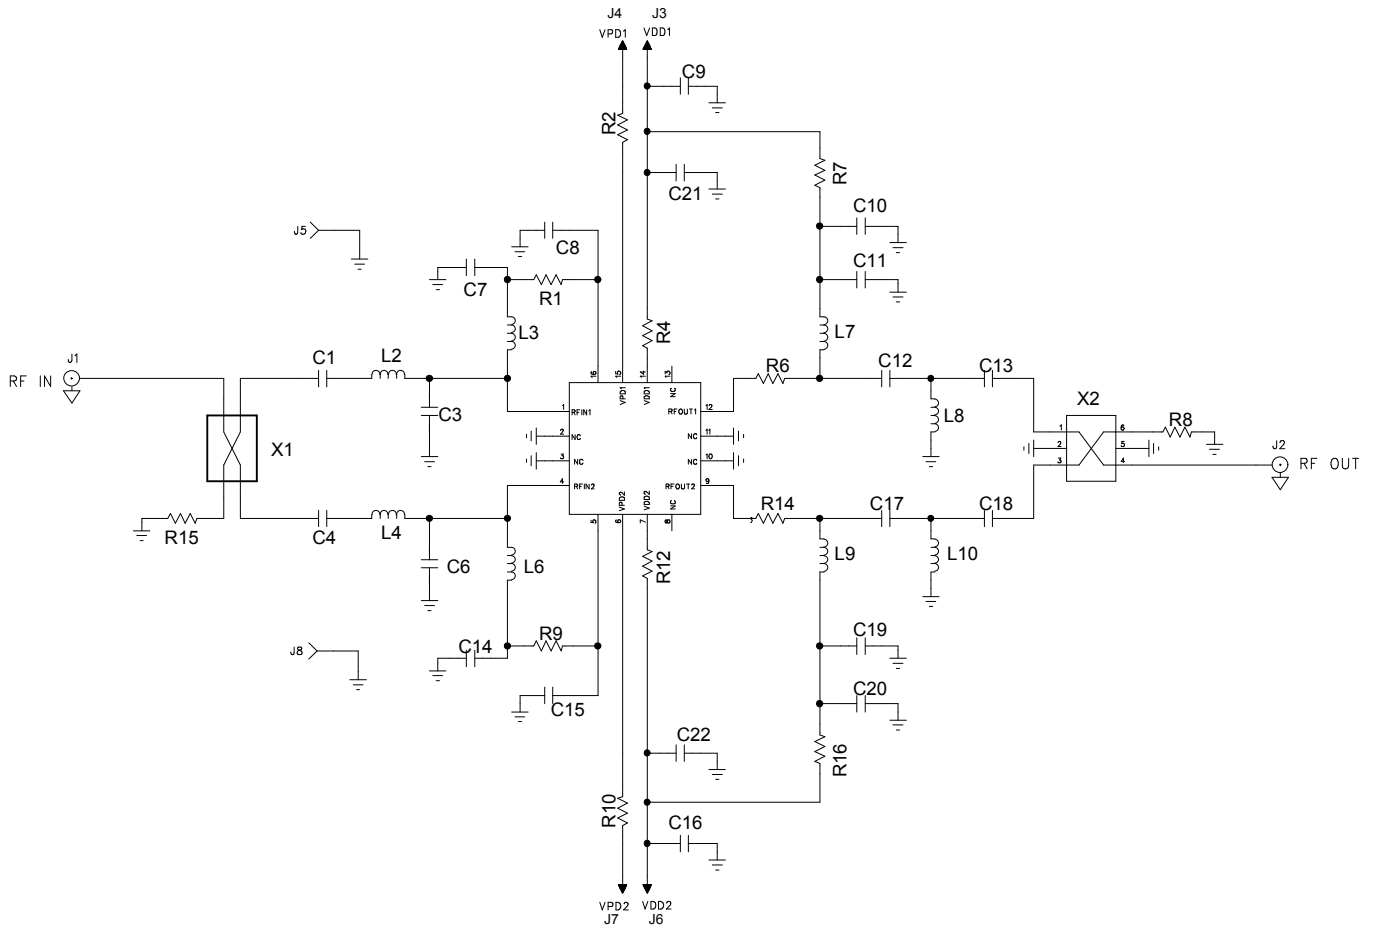 J4
J3
VPD1
VDD1
C9
R2
R7
C21
C10
J5
C8
C11
C7
R1
L3
R4
L7
J1
RF IN
C1
L2
R6
C12
C13
16
15
14
13
VPD1
VDD1
NC
X2
C3
1
RFIN1
RFOUT1
12
L8
R8
X1
2
NC
NC
11
1
6
J2
2
5
3
NC
NC
10
3
4
RF OUT
4
RFIN2
RFOUT2
9
VPD2
VDD2
NC
5
6
7
8
R15
C4
L4
R14
C17
C18
C6
L6
R12
L9
L10
R9
C19
J8
C14
C15
C20
C22
R16
R10
C16
VPD2
VDD2
J7
J6